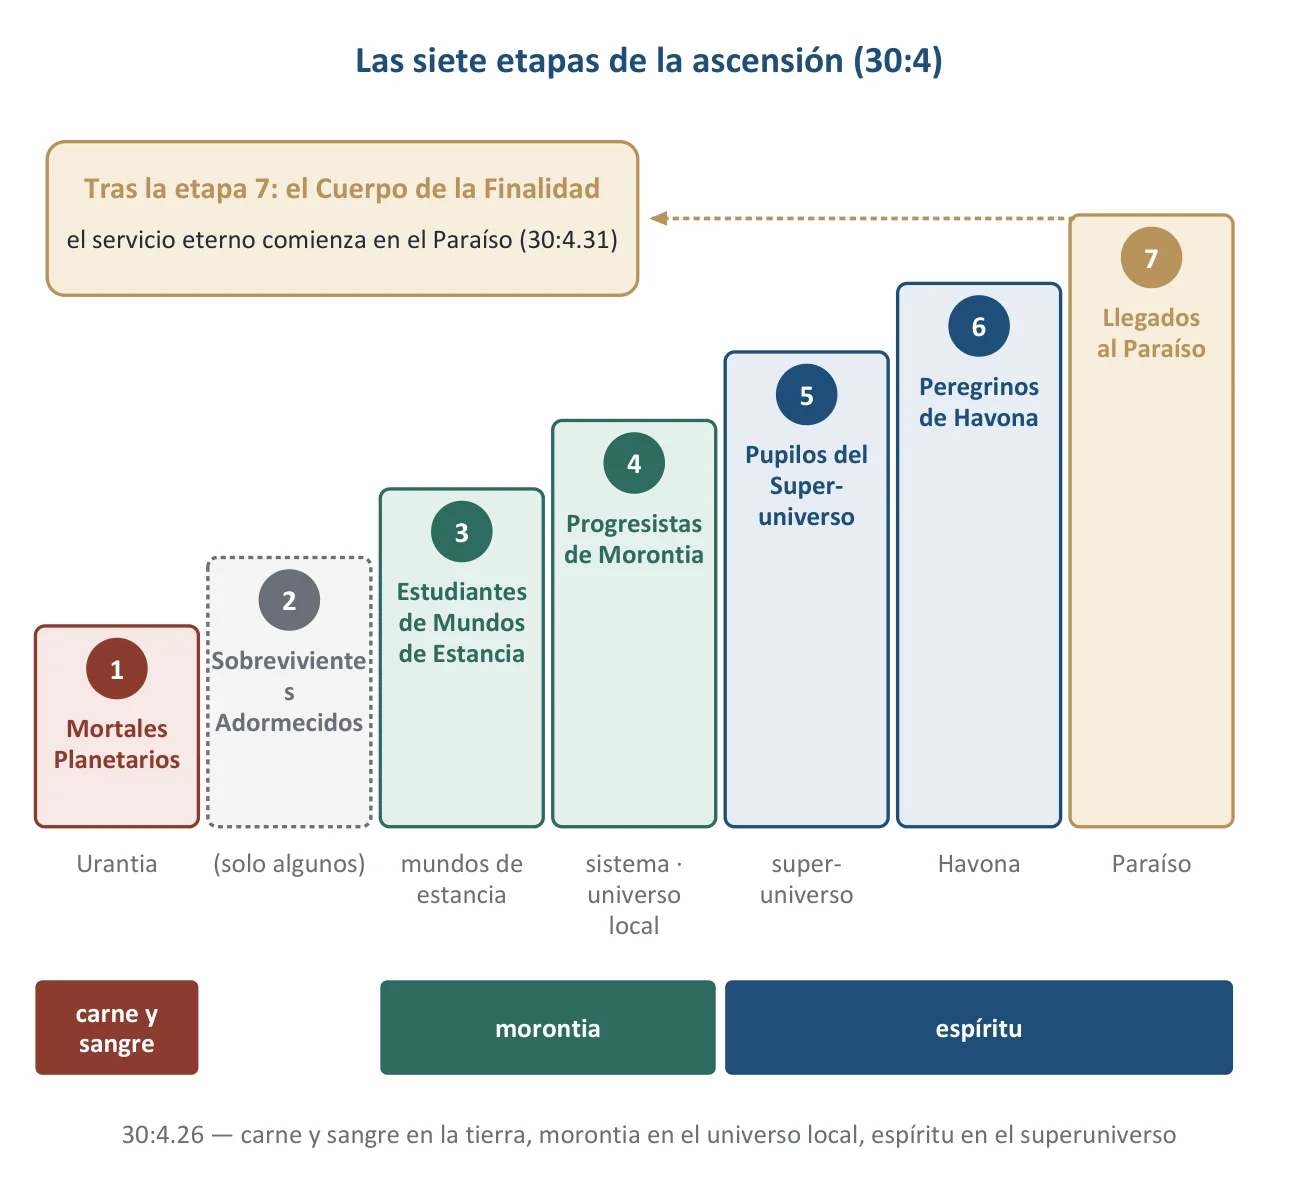 Las siete etapas de la ascensión (30:4)
Tras la etapa 7: el Cuerpo de la Finalidad
el servicio eterno comienza en el Paraíso (30:4.31)
1
Mortales
Planetarios
2
Sobreviviente
s
Adormecidos
3
Estudiantes
de Mundos
de Estancia
4
Progresistas
de Morontia
5
Pupilos del
Super-
universo
6
Peregrinos
de Havona
7
Llegados
al Paraíso
Urantia
(solo algunos)
mundos de
estancia
sistema ·
universo
local
super-
universo
Havona
Paraíso
carne y
sangre
morontia
espíritu
30:4.26 — carne y sangre en la tierra, morontia en el universo local, espíritu en el superuniverso